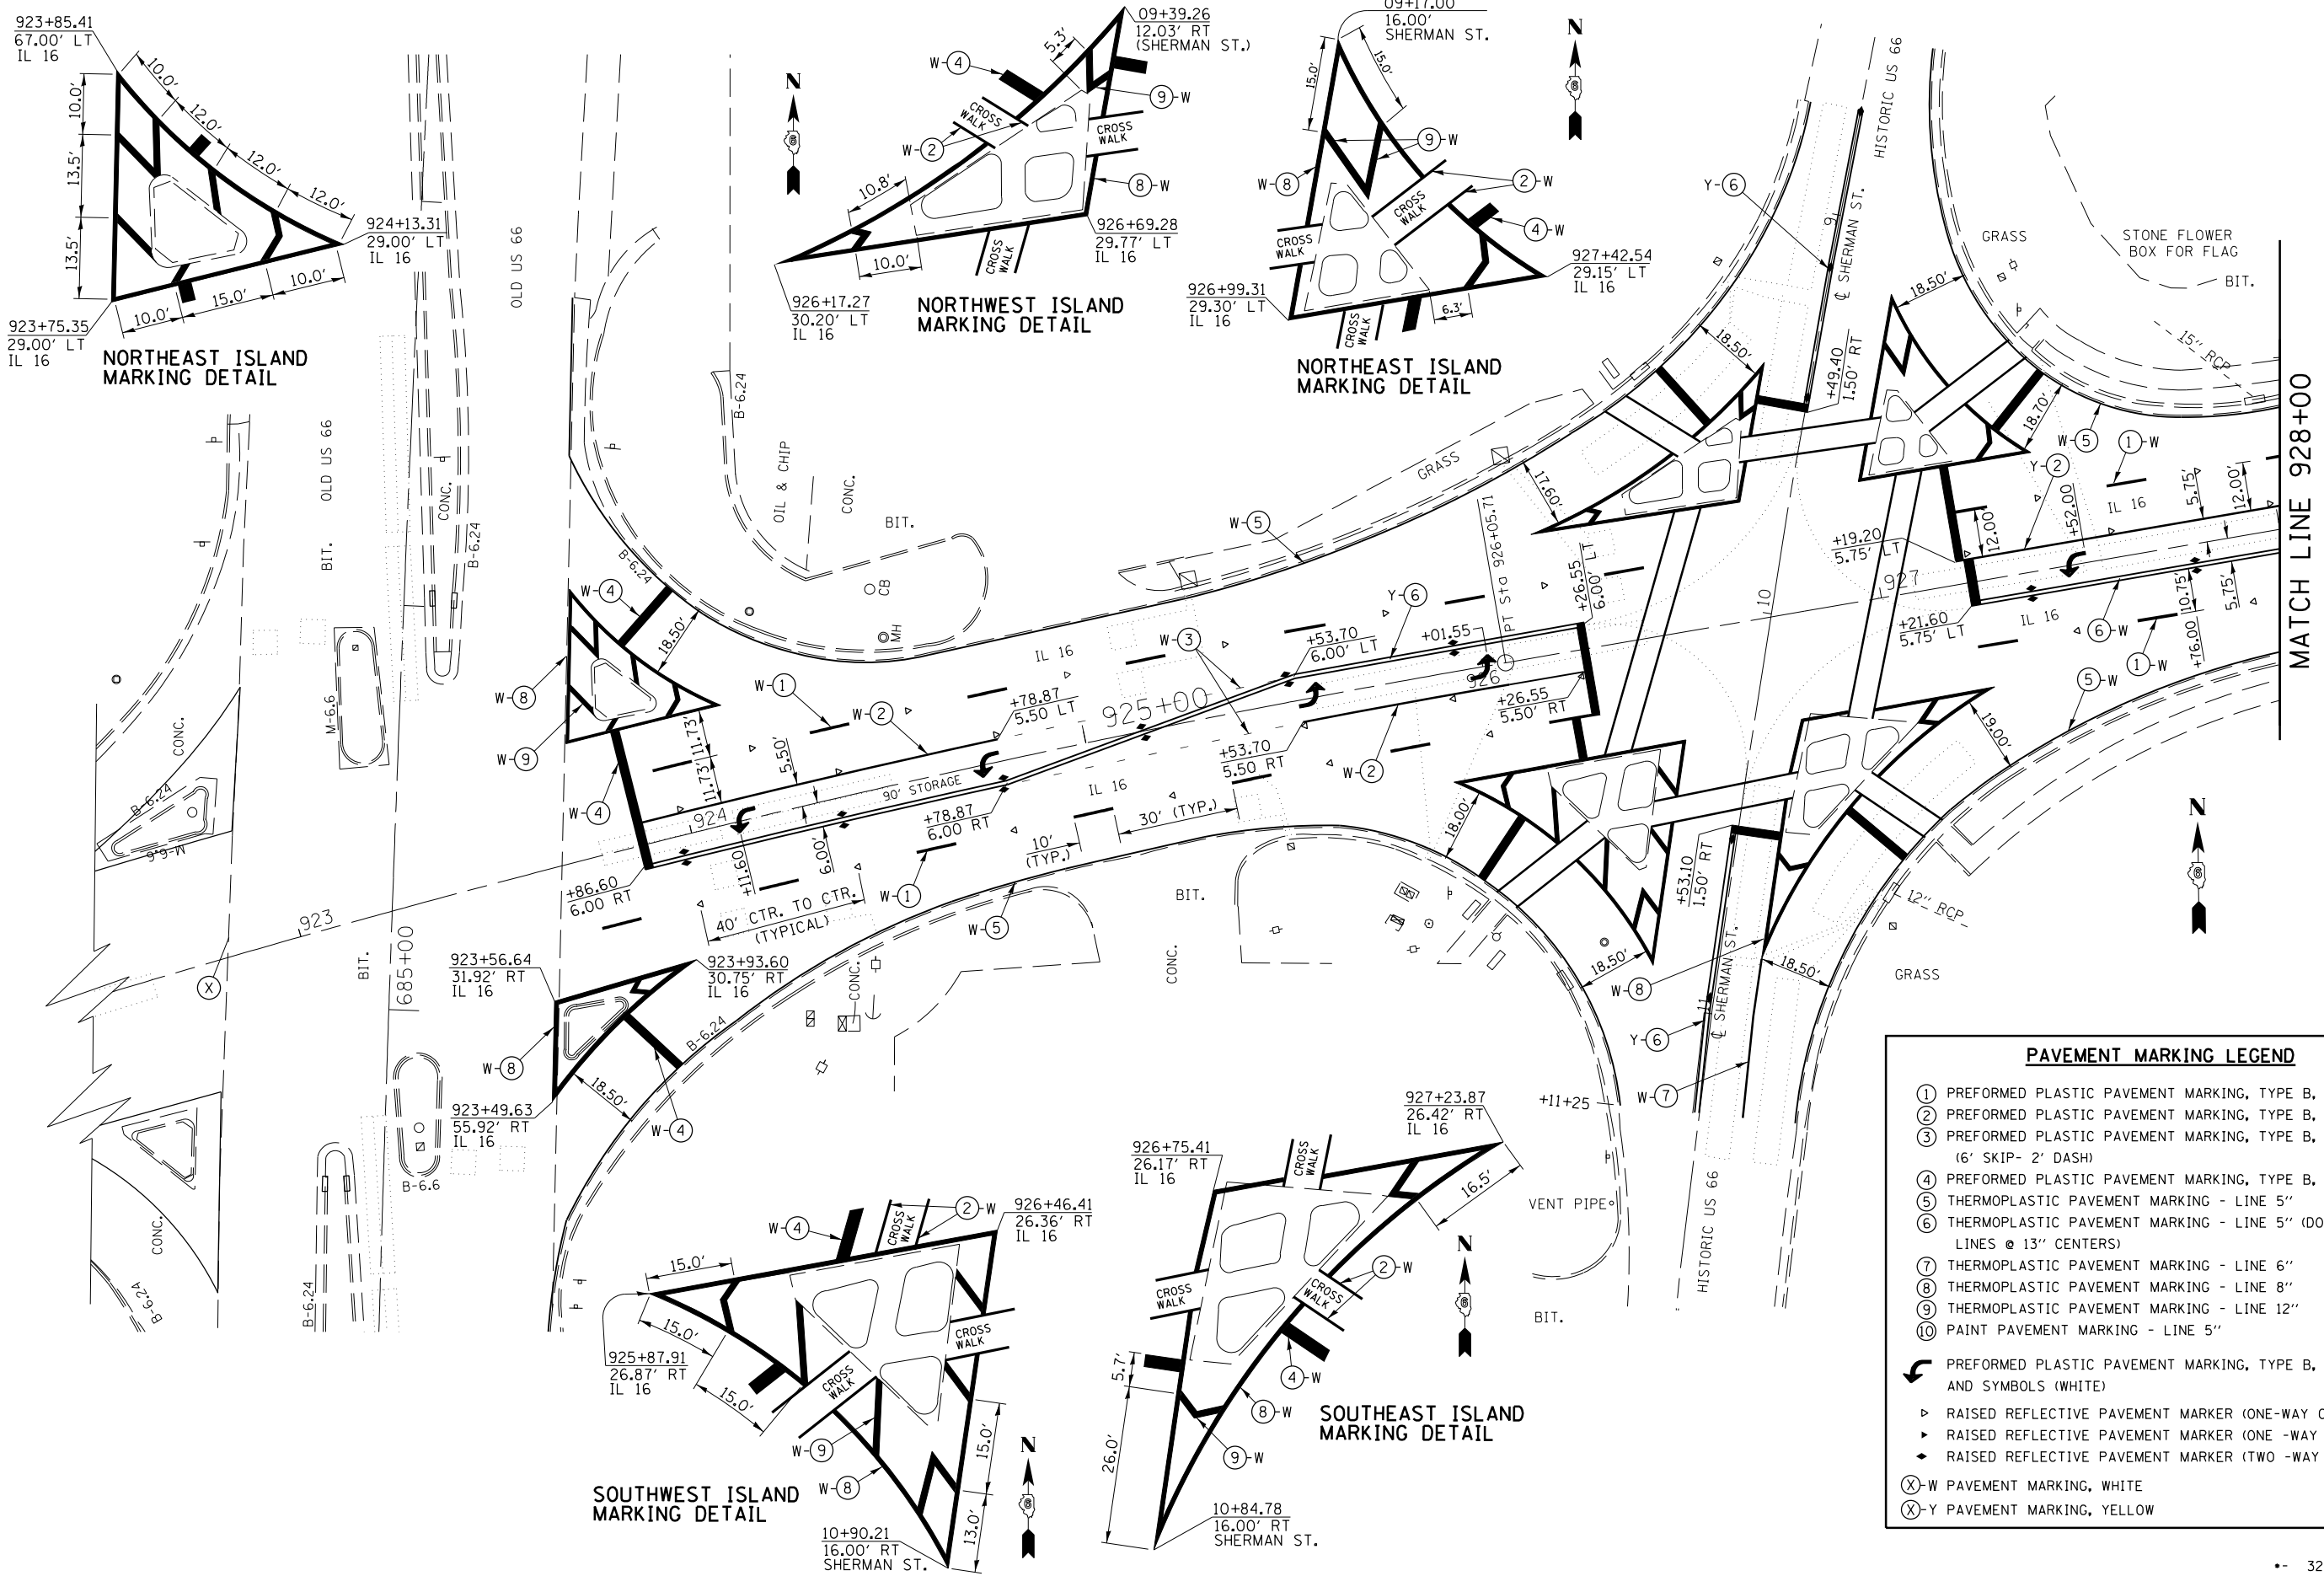 923+85.41
67.00' LT
IL 16
10.0'
12.0'
12.0'
12.0'
10.0'
13.5'
13.5'
924+13.31
29.00' LT
IL 16
10.0'
15.0'
10.0'
923+75.35
29.00' LT
IL 16
NORTHEAST ISLAND
MARKING DETAIL
N
6
W-4
5.3'
09+39.26
12.03' RT
(SHERMAN ST.)
9-W
CROSS
WALK
CROSS
WALK
W-2
10.8'
8-W
926+69.28
29.77' LT
IL 16
10.0'
CROSS
WALK
926+17.27
30.20' LT
IL 16
NORTHWEST ISLAND
MARKING DETAIL
09+17.00
16.00'
SHERMAN ST.
15.0'
15.0'
9-W
W-8
2-W
CROSS
WALK
4-W
CROSS
WALK
927+42.54
29.15' LT
IL 16
926+99.31
29.30' LT
IL 16
CROSS
WALK
6.3'
NORTHEAST ISLAND
MARKING DETAIL
N
6
HISTORIC US 66
Y-6
9
℄ SHERMAN ST.
GRASS
STONE FLOWER
BOX FOR FLAG
BIT.
18.50'
15" RCP
18.50'
+49.40
1.50' RT
18.70'
W-5
1-W
Y-2
MATCH LINE 928+00
OLD US 66
OLD US 66
BIT.
CONC.
B-6.24
B-6.24
OIL & CHIP
CONC.
BIT.
CB
MH
B-6.24
W-4
18.50'
W-8
W-9
W-4
M-6.6
CONC.
B-6.24
M-6.6
GRASS
W-5
17.60'
PT Sta 926+05.71
+26.55
6.00' LT
IL 16
W-3
Y-6
+53.70
6.00' LT
+01.55
926
+26.55
5.50' RT
+78.87
5.50 LT
925+00
W-1
W-2
11.73'
11.73'
5.50'
90' STORAGE
924
+78.87
6.00 RT
+53.70
5.50 RT
W-2
IL 16
30' (TYP.)
10'
(TYP.)
+11.60
6.00'
W-1
+86.60
6.00 RT
40' CTR. TO CTR.
(TYPICAL)
W-5
+19.20
5.75' LT
12.00'
+52.00
IL 16
5.75'
12.00'
927
10
+21.60
5.75' LT
IL 16
6-W
10.75'
5.75'
+76.00
1-W
5-W
19.00'
923
X
BIT.
685+00
923+56.64
31.92' RT
IL 16
923+93.60
30.75' RT
IL 16
W-8
18.50'
B-6.24
W-4
923+49.63
55.92' RT
IL 16
CONC.
B-6.6
CONC.
B-6.24
B-6.24
BIT.
CONC.
18.00'
18.50'
+53.10
1.50' RT
W-8
18.50'
11
℄ SHERMAN ST.
Y-6
W-7
12" RCP
GRASS
N
6
+11+25
VENT PIPE
BIT.
HISTORIC US 66
15.0'
W-4
CROSS
WALK
2-W
926+46.41
26.36' RT
IL 16
15.0'
925+87.91
26.87' RT
IL 16
15.0'
CROSS
WALK
CROSS
WALK
W-9
W-8
15.0'
13.0'
10+90.21
16.00' RT
SHERMAN ST.
SOUTHWEST ISLAND
MARKING DETAIL
N
6
926+75.41
26.17' RT
IL 16
CROSS
WALK
927+23.87
26.42' RT
IL 16
16.5'
CROSS
WALK
2-W
CROSS
WALK
5.7'
4-W
8-W
26.0'
9-W
10+84.78
16.00' RT
SHERMAN ST.
SOUTHEAST ISLAND
MARKING DETAIL
N
6
PAVEMENT MARKING LEGEND
1 PREFORMED PLASTIC PAVEMENT MARKING, TYPE B,
2 PREFORMED PLASTIC PAVEMENT MARKING, TYPE B,
3 PREFORMED PLASTIC PAVEMENT MARKING, TYPE B,
(6' SKIP- 2' DASH)
4 PREFORMED PLASTIC PAVEMENT MARKING, TYPE B,
5 THERMOPLASTIC PAVEMENT MARKING - LINE 5"
6 THERMOPLASTIC PAVEMENT MARKING - LINE 5" (DO
LINES @ 13" CENTERS)
7 THERMOPLASTIC PAVEMENT MARKING - LINE 6"
8 THERMOPLASTIC PAVEMENT MARKING - LINE 8"
9 THERMOPLASTIC PAVEMENT MARKING - LINE 12"
10 PAINT PAVEMENT MARKING - LINE 5"
PREFORMED PLASTIC PAVEMENT MARKING, TYPE B,
AND SYMBOLS (WHITE)
RAISED REFLECTIVE PAVEMENT MARKER (ONE-WAY
RAISED REFLECTIVE PAVEMENT MARKER (ONE -WAY
RAISED REFLECTIVE PAVEMENT MARKER (TWO -WAY
X-W PAVEMENT MARKING, WHITE
X-Y PAVEMENT MARKING, YELLOW
32